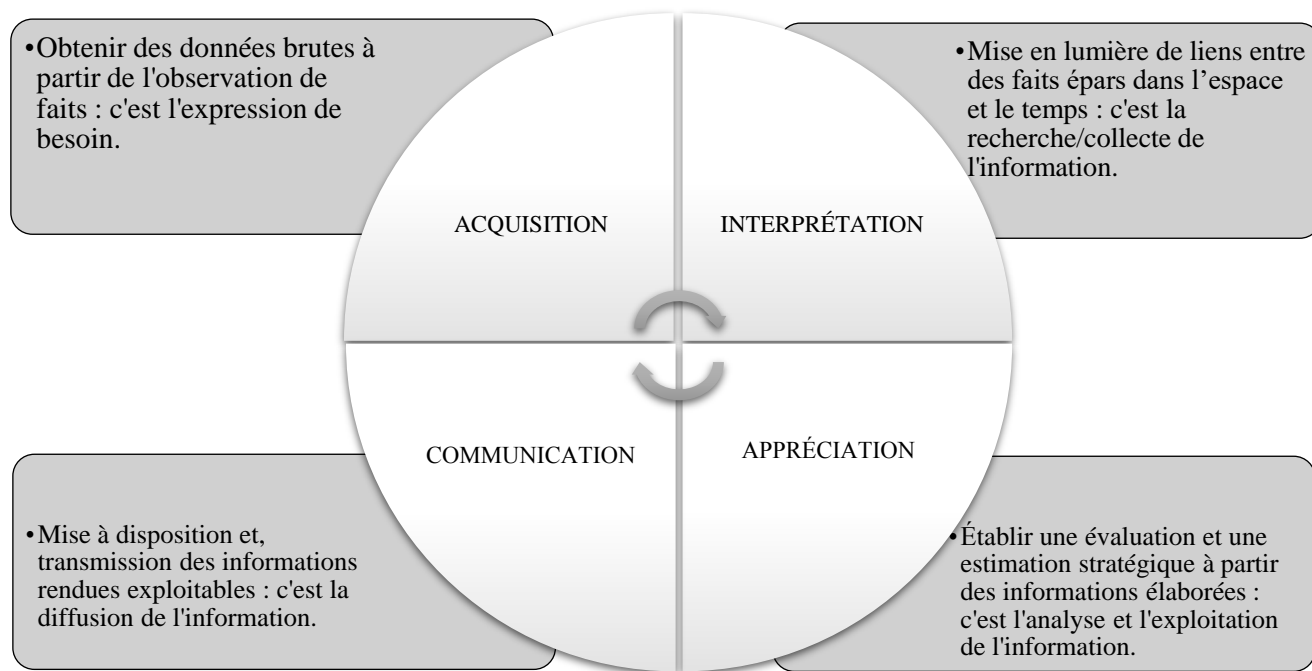 •Obtenir des données brutes à
partir de l'observation de
faits : c'est l'expression de
besoin.
•Mise en lumière de liens entre
des faits épars dans l’espace
et le temps : c'est la
recherche/collecte de
l'information.
ACQUISITION
INTERPRÉTATION
COMMUNICATION
APPRÉCIATION
•Mise à disposition et,
transmission des informations
rendues exploitables : c'est la
diffusion de l'information.
•Établir une évaluation et une
estimation stratégique à partir
des informations élaborées :
c'est l'analyse et l'exploitation
de l'information.